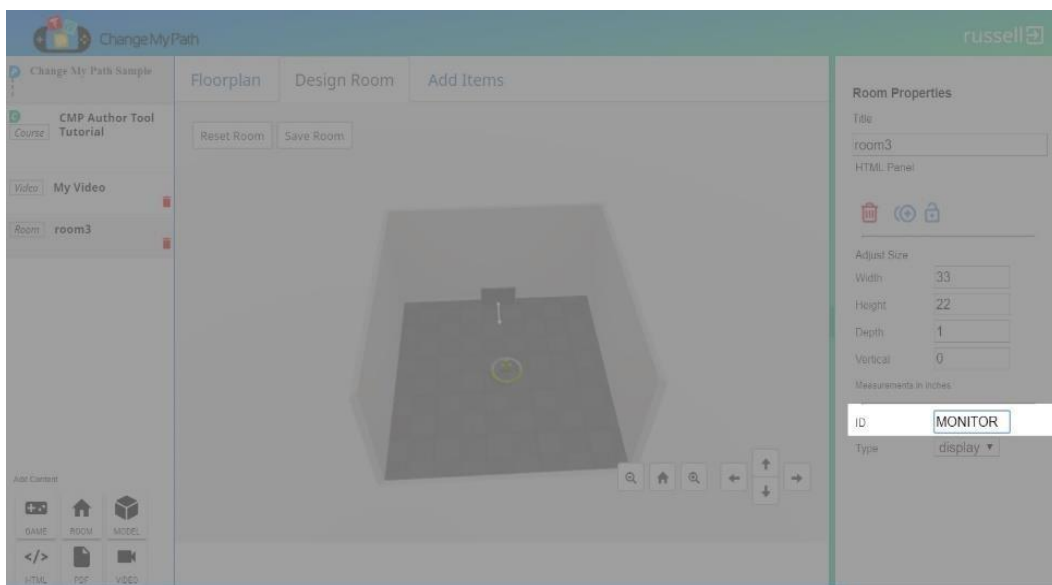 ChangeMyPath
russell
Change My Path Sample
Course
CMP Author Tool
Tutorial
Video My Video
Room room3
Add Content
GAME ROOM MODEL
</>
HTML PDF VIDEO
Floorplan Design Room Add Items
Reset Room Save Room
Room Properties
Title
room3
HTML Panel
Adjust Size
Width 33
Height 22
Depth 1
Vertical 0
Measurements in Inches
ID MONITOR
Type display